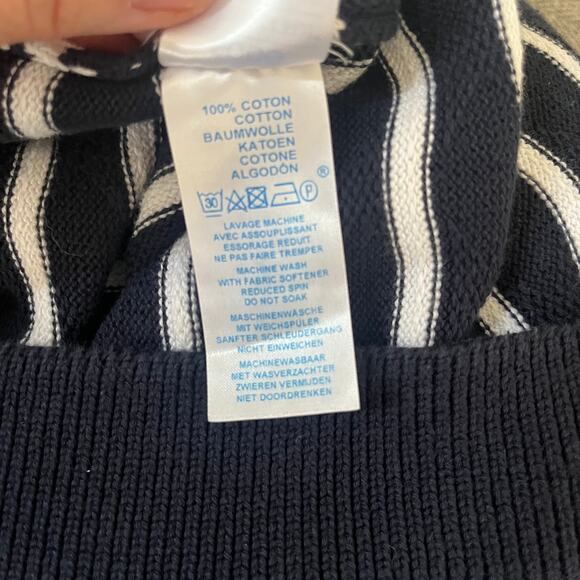 100% COTON
COTTON
BAUMWOLLE
KATOEN
COTONE
ALGODÓN
30 P ®
LAVAGE MACHINE
AVEC ASSOUPLISSANT
ESSORAGE REDUIT
NE PAS FAIRE TREMPER
MACHINE WASH
WITH FABRIC SOFTENER
REDUCED SPIN
DO NOT SOAK
MASCHINENWÄSCHE
MIT WEICHSPÜLER
SANFTER SCHLEUDERGANG
NICHT EINWEICHEN
MACHINEWASBAAR
MET WASVERZACHTER
ZWIEREN VERMIJDEN
NIET DOORDRENKEN